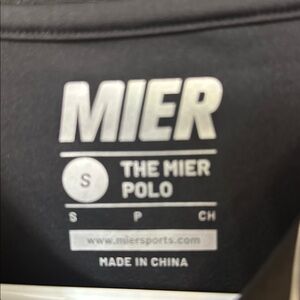 MIER
S
THE MIER
POLO
S P CH
www.miersports.com
MADE IN CHINA